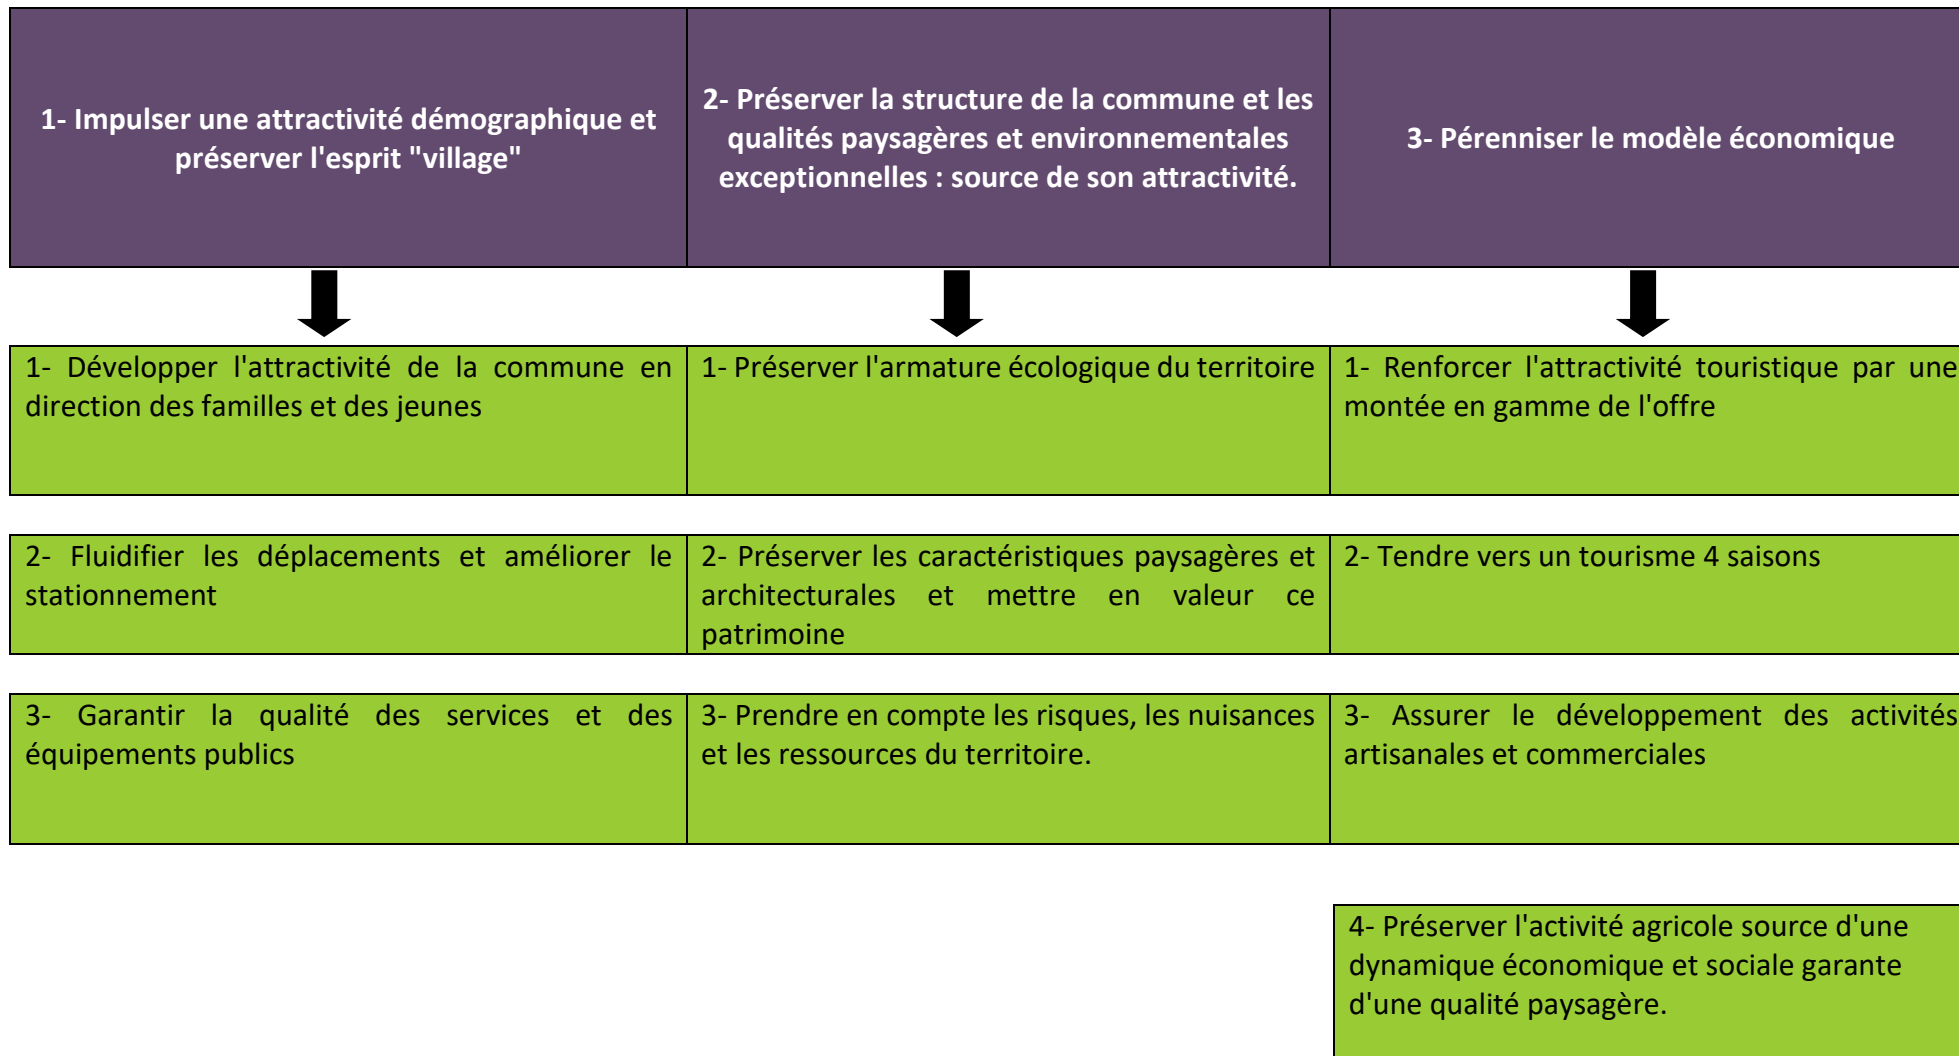 1- Impulser une attractivité démographique et
préserver l'esprit "village"
2- Préserver la structure de la commune et les
qualités paysagères et environnementales
exceptionnelles : source de son attractivité.
3- Pérenniser le modèle économique
1- Développer l'attractivité de la commune en
direction des familles et des jeunes
1- Préserver l'armature écologique du territoire
1- Renforcer l'attractivité touristique par une
montée en gamme de l'offre
2- Fluidifier les déplacements et améliorer le
stationnement
2- Préserver les caractéristiques paysagères et
architecturales et mettre en valeur ce
patrimoine
2- Tendre vers un tourisme 4 saisons
3- Garantir la qualité des services et des
équipements publics
3- Prendre en compte les risques, les nuisances
et les ressources du territoire.
3- Assurer le développement des activités
artisanales et commerciales
4- Préserver l'activité agricole source d'une
dynamique économique et sociale garante
d'une qualité paysagère.